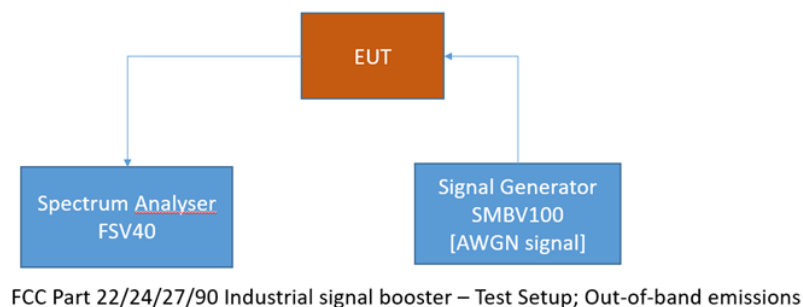 EUT
Spectrum Analyser
FSV40
Signal Generator
SMBV100
[AWGN signal]
FCC Part 22/24/27/90 Industrial signal booster – Test Setup; Out-of-band emissions